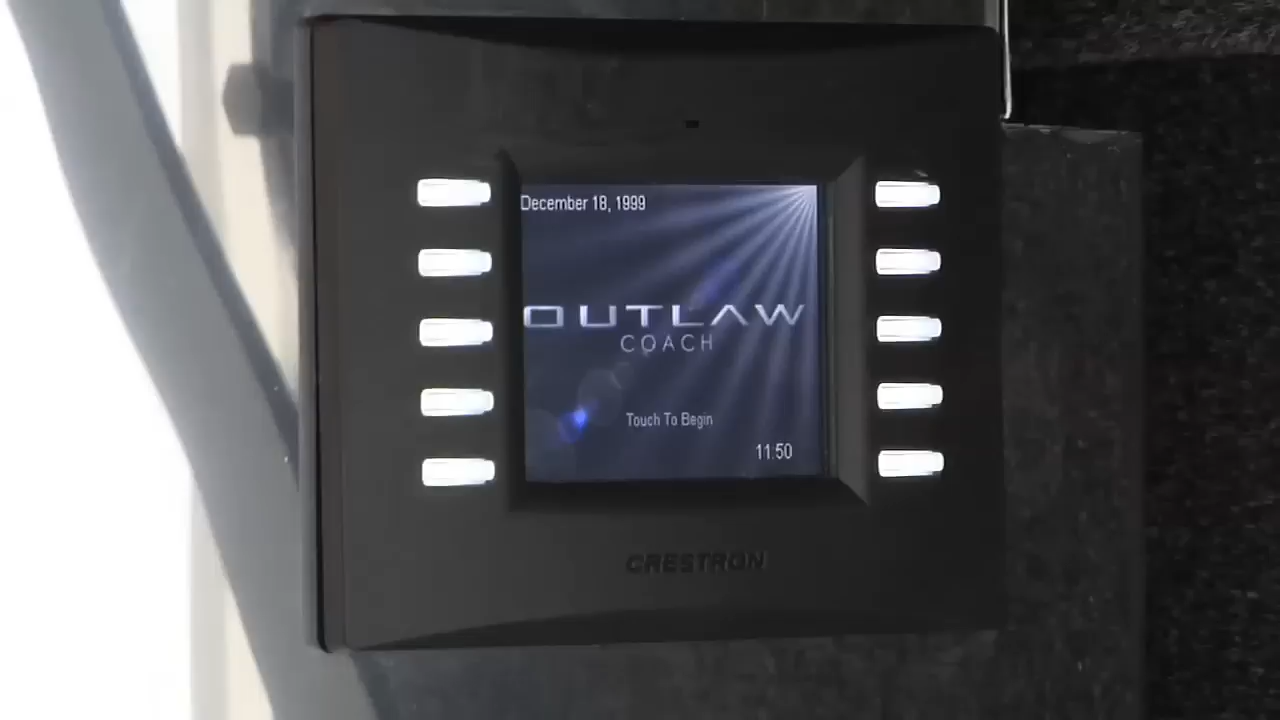 December 18, 1999
OUTLAW
COACH
Touch To Begin
11:50
CRESTRON